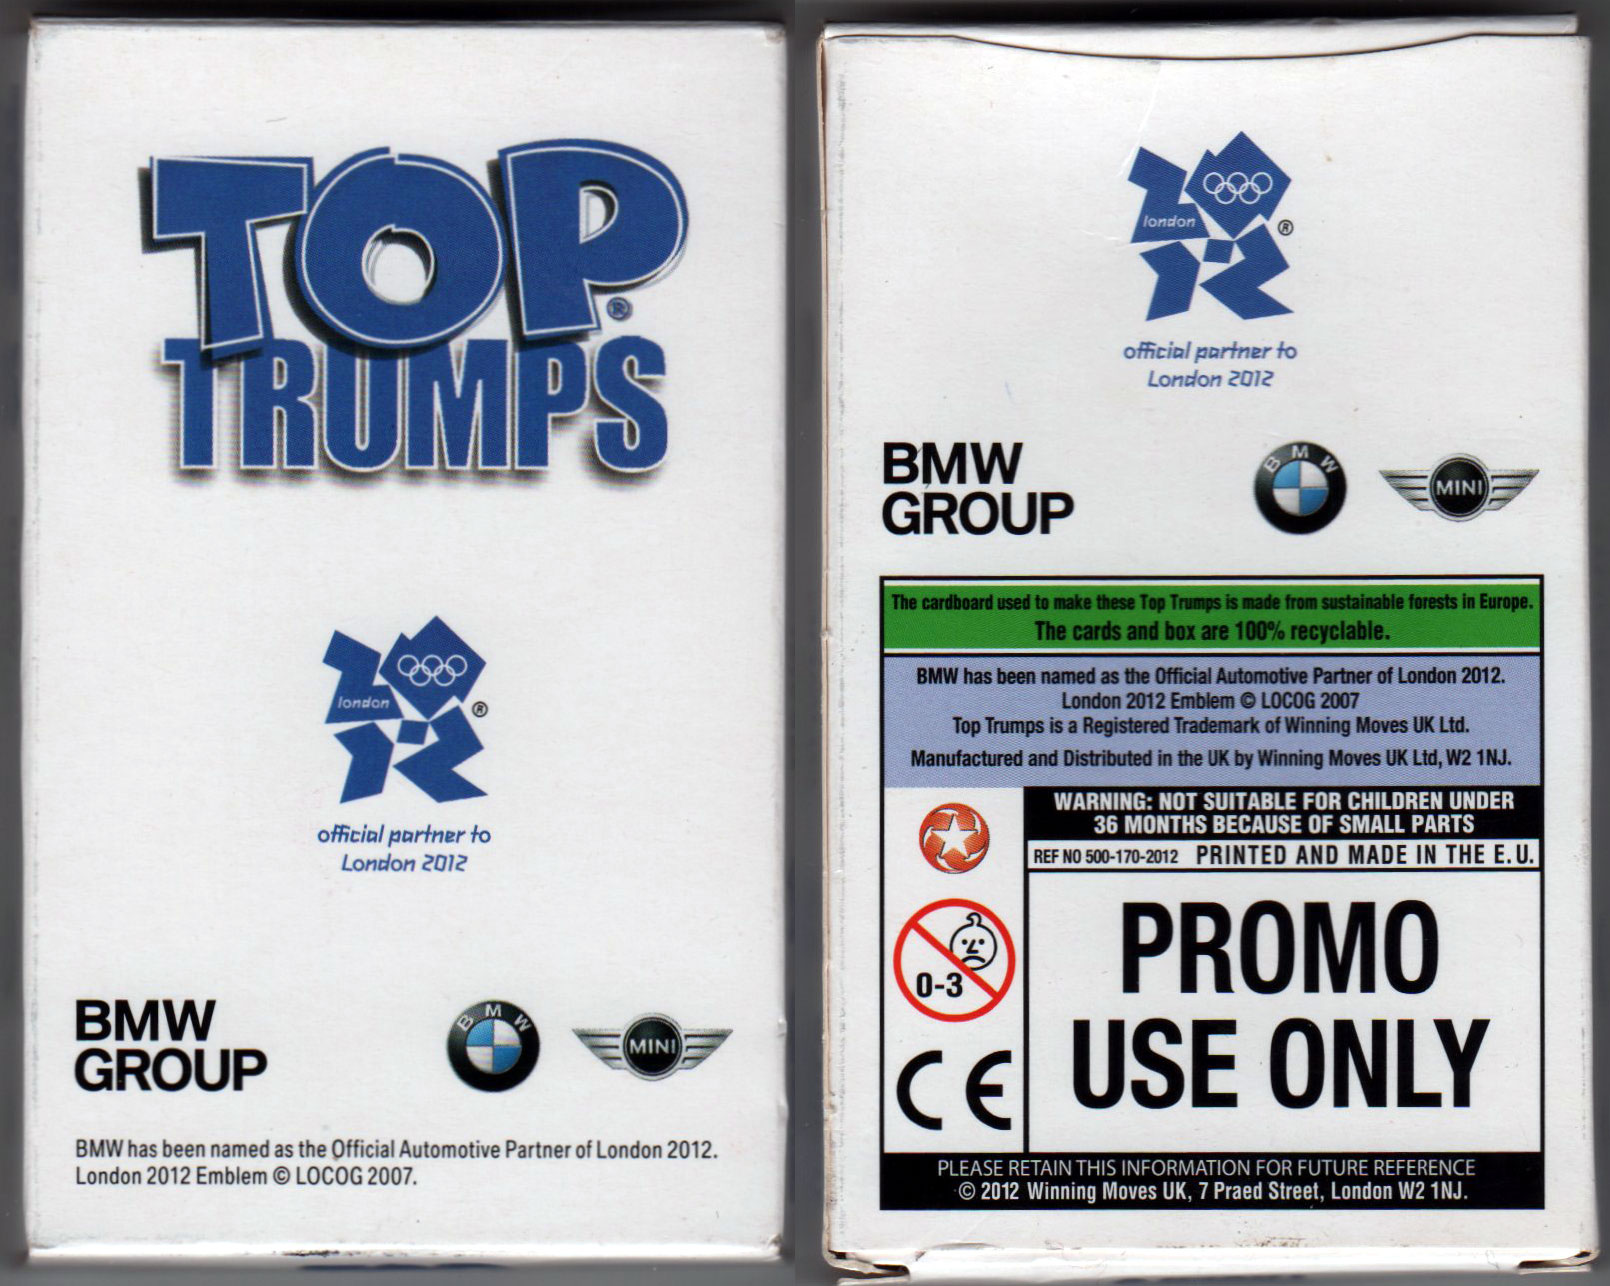 TOP®
TRUMPS
london
®
official partner to
London 2012
BMW
GROUP
BMW
MINI
BMW has been named as the Official Automotive Partner of London 2012.
London 2012 Emblem © LOCOG 2007.
london
®
official partner to
London 2012
BMW
GROUP
BMW
MINI
The cardboard used to make these Top Trumps is made from sustainable forests in Europe.
The cards and box are 100% recyclable.
BMW has been named as the Official Automotive Partner of London 2012.
London 2012 Emblem © LOCOG 2007
Top Trumps is a Registered Trademark of Winning Moves UK Ltd.
Manufactured and Distributed in the UK by Winning Moves UK Ltd, W2 1NJ.
WARNING: NOT SUITABLE FOR CHILDREN UNDER
36 MONTHS BECAUSE OF SMALL PARTS
REF NO 500-170-2012 PRINTED AND MADE IN THE E.U.
0-3
CE
PROMO
USE ONLY
PLEASE RETAIN THIS INFORMATION FOR FUTURE REFERENCE
© 2012 Winning Moves UK, 7 Praed Street, London W2 1NJ.